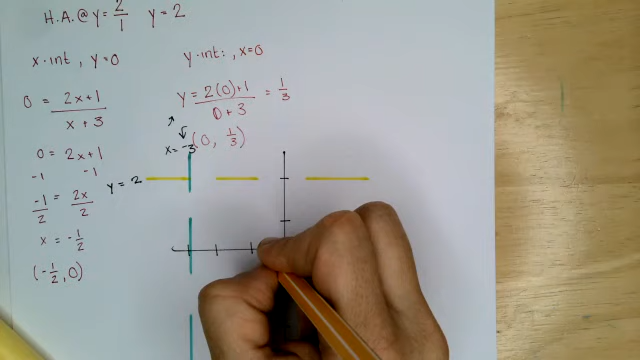 H.A.@ y = 2/1 y = 2
x-int, y=0
0 = 2x+1 / x+3
0 = 2x+1
-1 -1
-1/2 = 2x/2
x = -1/2
(-1/2, 0)
y-int:, x=0
y = 2(0)+1 / 0+3 = 1/3
(0, 1/3)
x = -3
y = 2